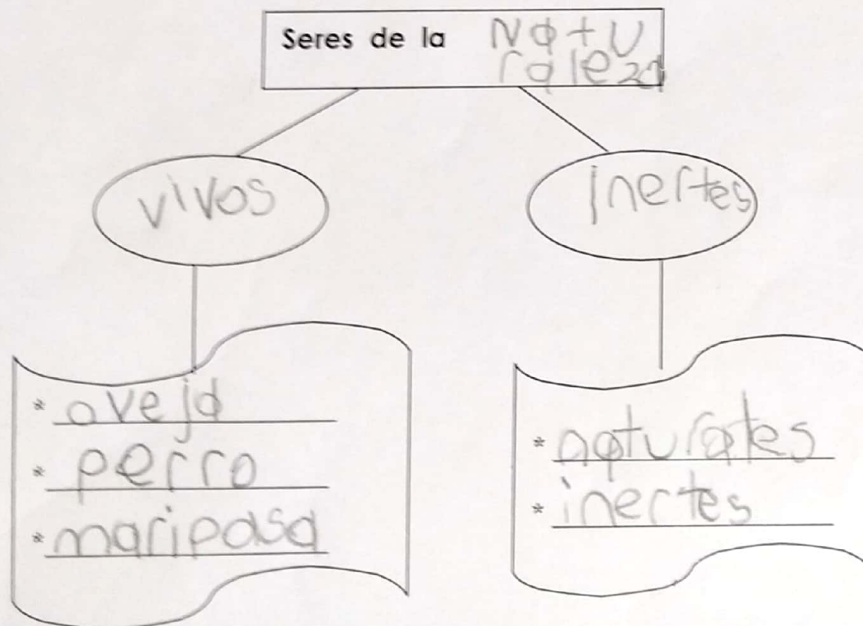 Seres de la Natu
raleza
vivos
inertes
* oveja
* perro
* mariposa
* naturales
* inertes